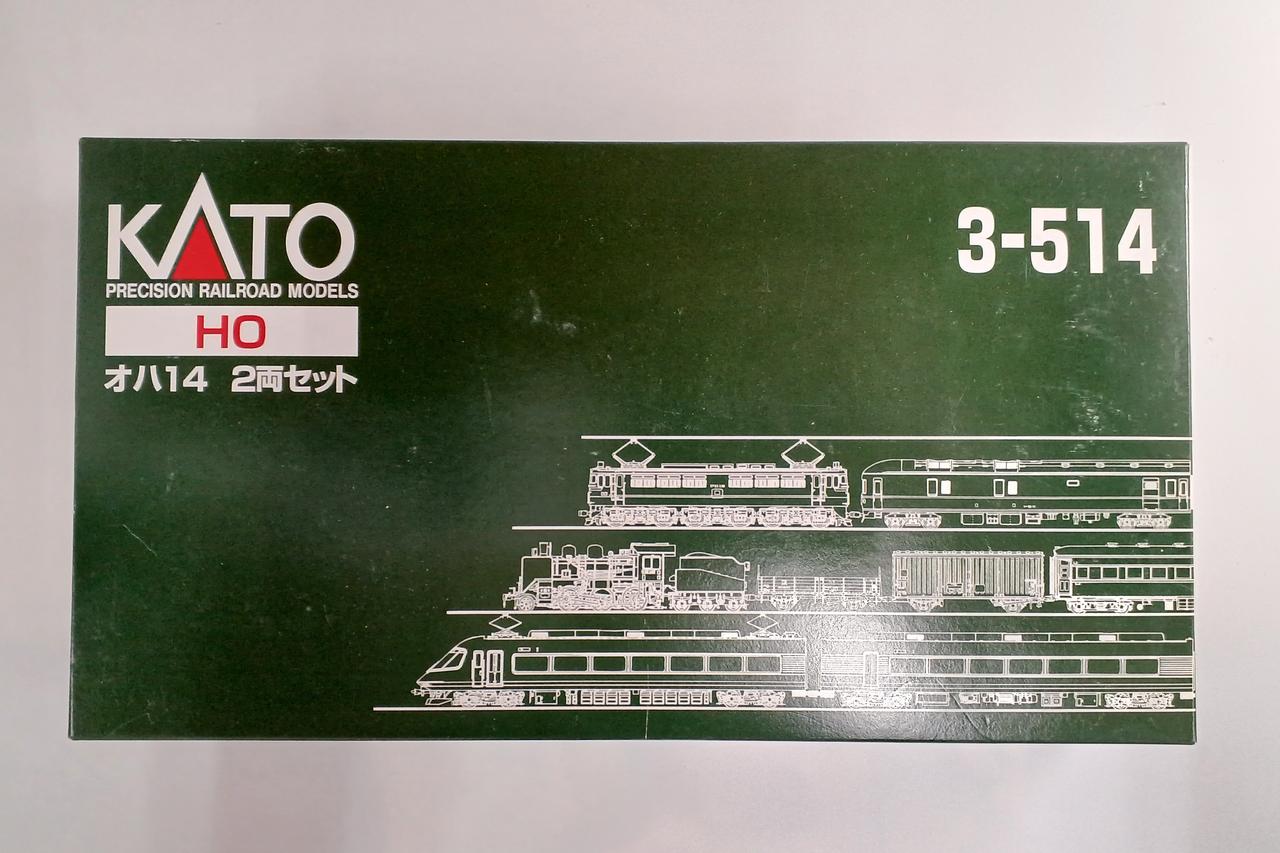 KATO
PRECISION RAILROAD MODELS
HO
オハ14 2両セット
3-514